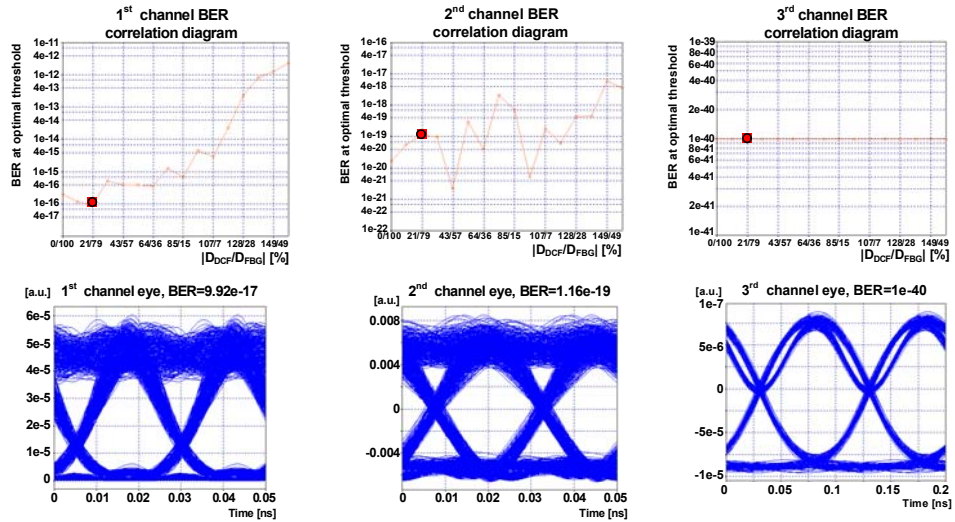 1st channel BER
correlation diagram
BER at optimal threshold
1e-11
4e-12
1e-12
4e-13
1e-13
4e-14
1e-14
4e-15
1e-15
4e-16
1e-16
4e-17
0/100 21/79 43/57 64/36 85/15 107/7 128/28 149/49
|DDCF/DFBG| [%]
2nd channel BER
correlation diagram
BER at optimal threshold
1e-16
4e-17
1e-17
4e-18
1e-18
4e-19
1e-19
4e-20
1e-20
4e-21
1e-21
4e-22
1e-22
0/100 21/79 43/57 64/36 85/15 107/7 128/28 149/49
|DDCF/DFBG| [%]
3rd channel BER
correlation diagram
BER at optimal threshold
1e-39
8e-40
6e-40
4e-40
2e-40
1e-40
8e-41
6e-41
4e-41
2e-41
1e-41
0/100 21/79 43/57 64/36 85/15 107/7 128/28 149/49
|DDCF/DFBG| [%]
[a.u.] 1st channel eye, BER=9.92e-17
6e-5
5e-5
4e-5
3e-5
2e-5
1e-5
0
0 0.01 0.02 0.03 0.04 0.05
Time [ns]
[a.u.]
2nd channel eye, BER=1.16e-19
0.008
0.004
0
-0.004
0 0.01 0.02 0.03 0.04 0.05
Time [ns]
[a.u.] 3rd channel eye, BER=1e-40
1e-7
5e-6
0
-5e-6
-1e-5
0 0.05 0.1 0.15 0.2
Time [ns]